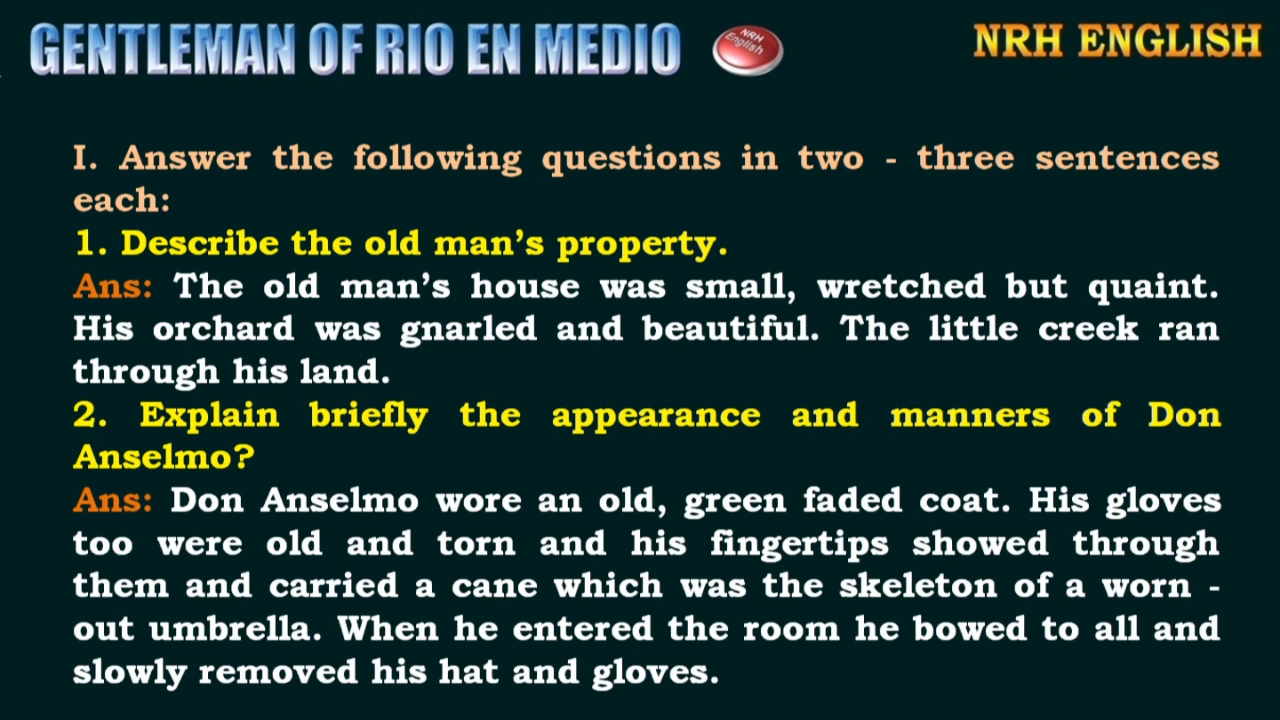 GENTLEMAN OF RIO EN MEDIO
NRH English
NRH ENGLISH
I. Answer the following questions in two - three sentences
each:
1. Describe the old man’s property.
Ans: The old man’s house was small, wretched but quaint.
His orchard was gnarled and beautiful. The little creek ran
through his land.
2. Explain briefly the appearance and manners of Don
Anselmo?
Ans: Don Anselmo wore an old, green faded coat. His gloves
too were old and torn and his fingertips showed through
them and carried a cane which was the skeleton of a worn -
out umbrella. When he entered the room he bowed to all and
slowly removed his hat and gloves.